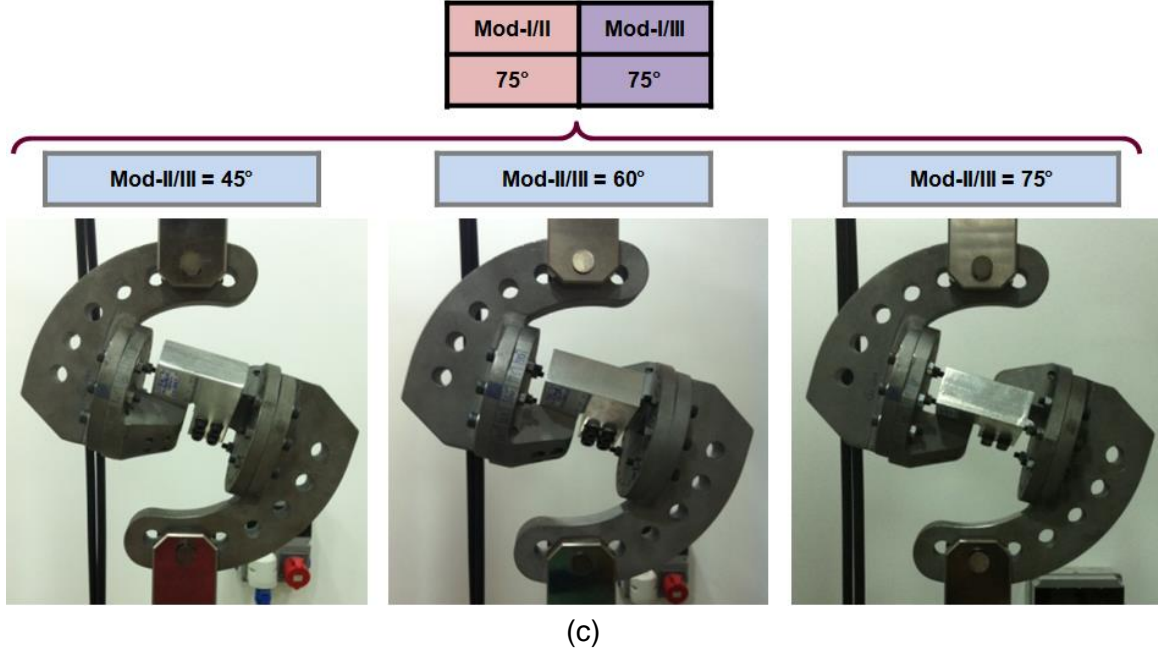 Mod-I/II Mod-I/III
75° 75°
Mod-II/III = 45° Mod-II/III = 60° Mod-II/III = 75°
(c)